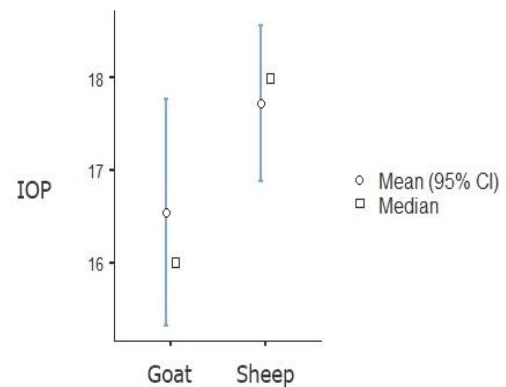 18
17
16
IOP
Mean (95% CI)
Median
Goat Sheep